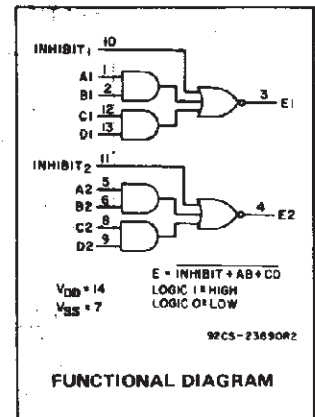 INHIBIT1 10
A1 1
B1 2
C1 12
D1 13
3 E1
INHIBIT2 11
A2 5
B2 6
C2 8
D2 9
4 E2
E = INHIBIT + AB + CD
VDD = 14 LOGIC 1 = HIGH
VSS = 7 LOGIC 0 = LOW
92CS-23690R2
FUNCTIONAL DIAGRAM